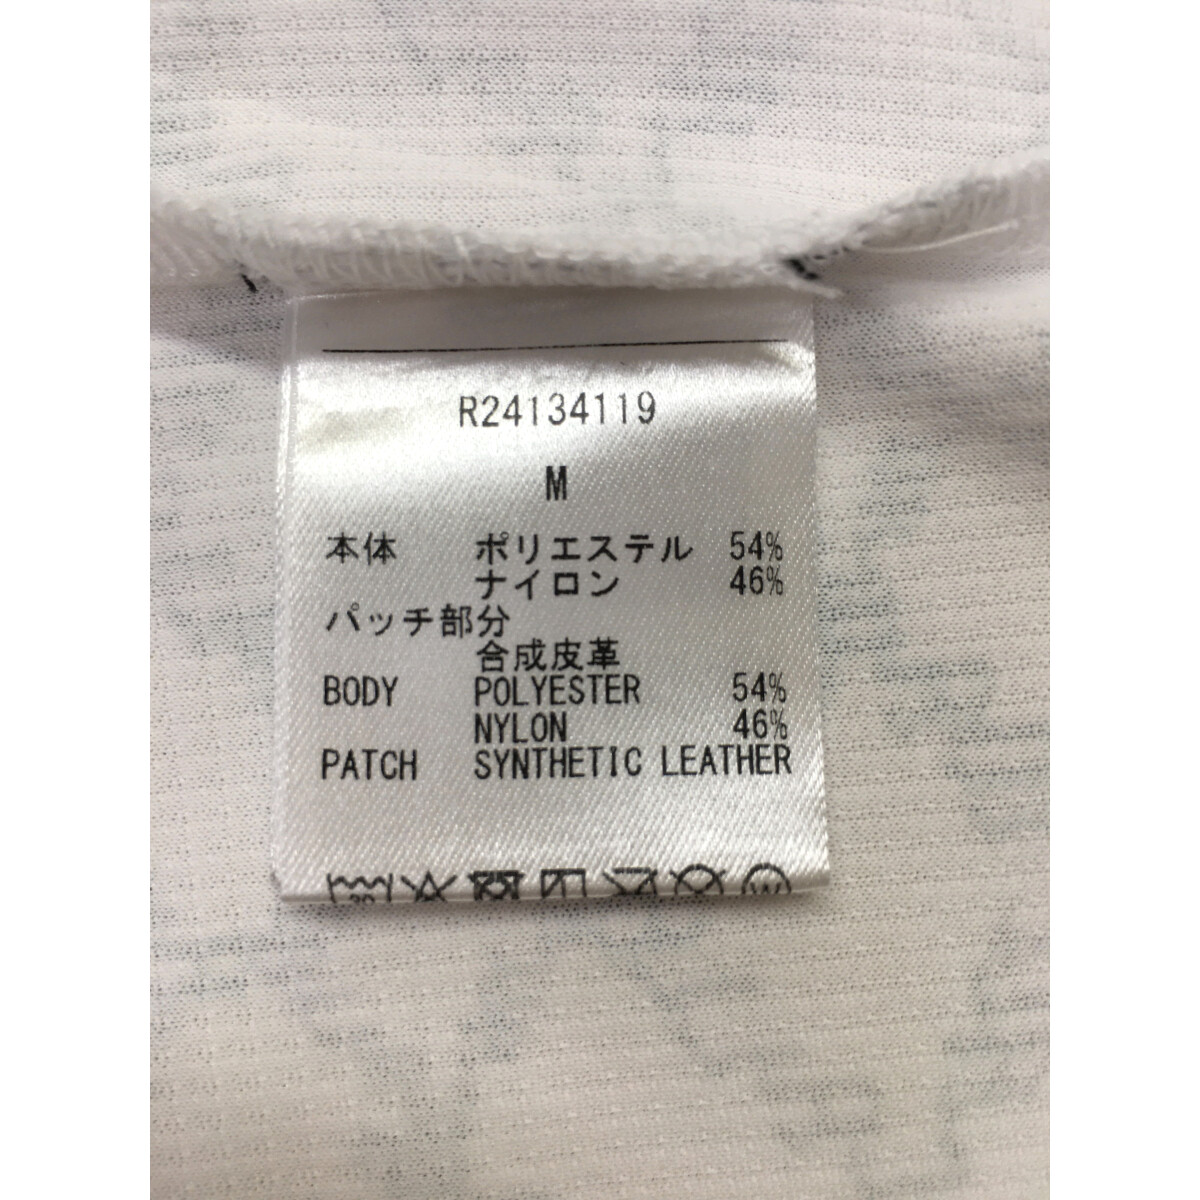 R24134119
M
本体 ポリエステル 54%
ナイロン 46%
パッチ部分
合成皮革
BODY POLYESTER 54%
NYLON 46%
PATCH SYNTHETIC LEATHER
30
W